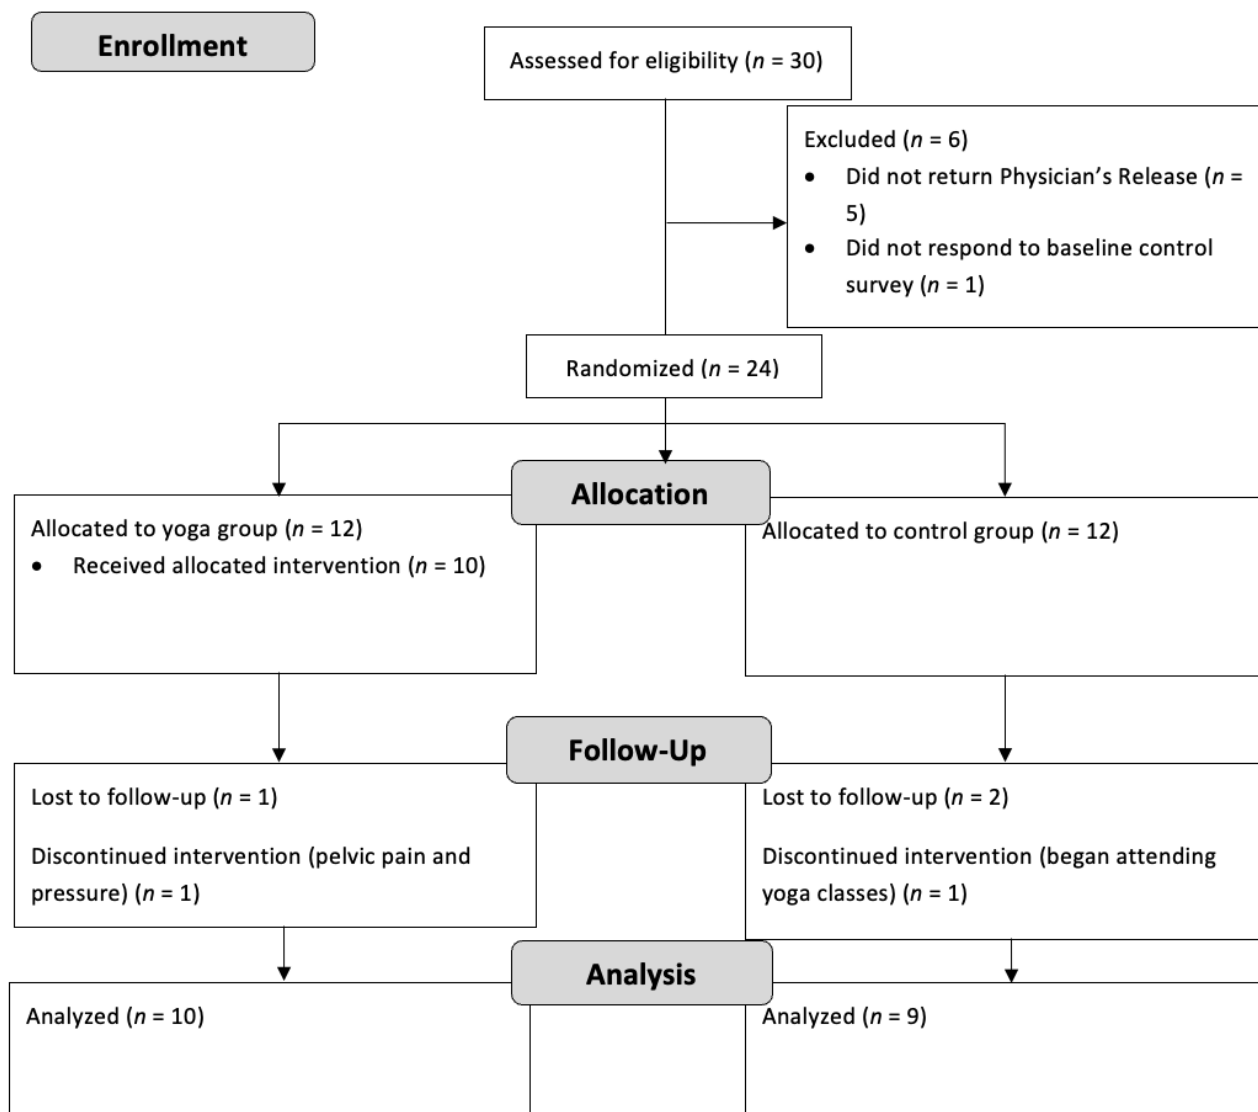 Enrollment
Assessed for eligibility (n = 30)
Excluded (n = 6)
• Did not return Physician’s Release (n =
5)
• Did not respond to baseline control
survey (n = 1)
Randomized (n = 24)
Allocation
Allocated to yoga group (n = 12)
• Received allocated intervention (n = 10)
Allocated to control group (n = 12)
Follow-Up
Lost to follow-up (n = 1)
Discontinued intervention (pelvic pain and
pressure) (n = 1)
Lost to follow-up (n = 2)
Discontinued intervention (began attending
yoga classes) (n = 1)
Analysis
Analyzed (n = 10)
Analyzed (n = 9)